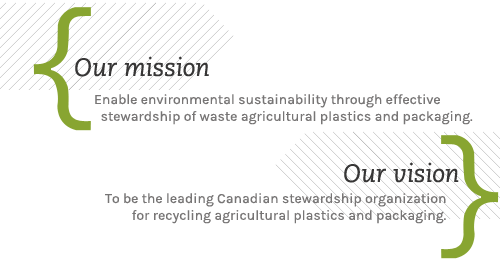 Our mission
Enable environmental sustainability through effective
stewardship of waste agricultural plastics and packaging.
Our vision
To be the leading Canadian stewardship organization
for recycling agricultural plastics and packaging.